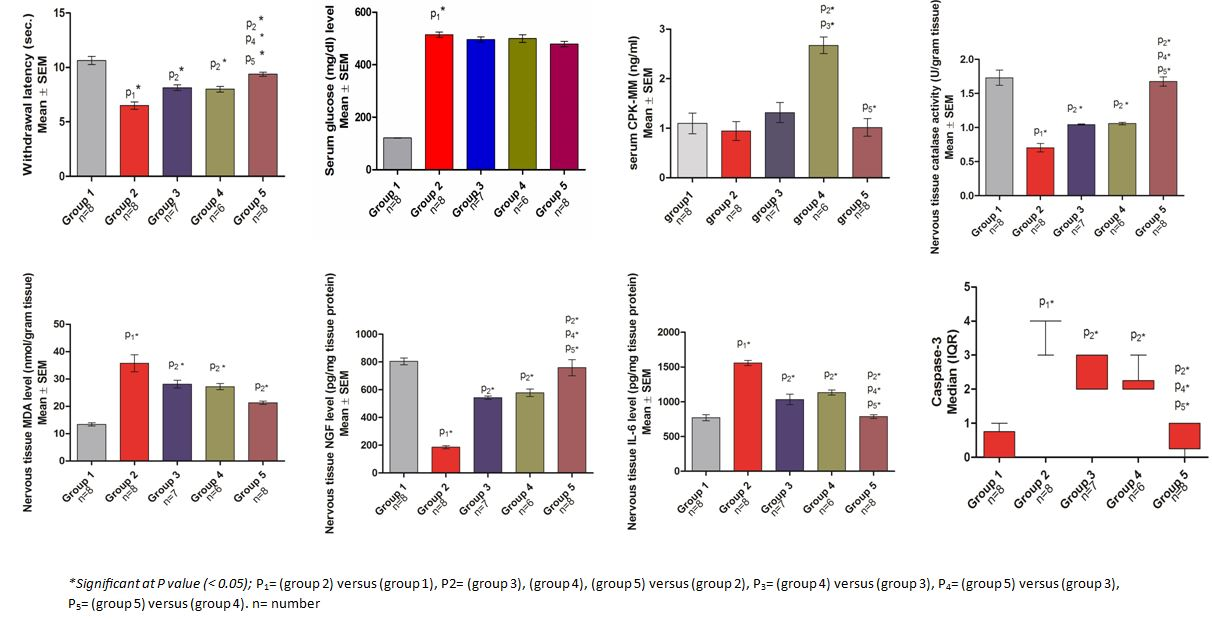 Withdrawal latency (sec.)
Mean ± SEM
15
10
5
0
p₁*
p₂*
p₂*
p₂*
p₄*
p₅*
Group 1
n=8
Group 2
n=8
Group 3
n=7
Group 4
n=6
Group 5
n=8
Serum glucose (mg/dl) level
Mean ± SEM
600
400
200
0
p₁*
Group 1
n=8
Group 2
n=8
Group 3
n=7
Group 4
n=6
Group 5
n=8
serum CPK-MM (ng/ml)
Mean ± SEM
3
2
1
0
p₂*
p₃*
p₅*
group1
n=8
group 2
n=8
group 3
n=7
group 4
n=6
group 5
n=8
Nervous tissue catalase activity (U/gram tissue)
Mean ± SEM
2.0
1.5
1.0
0.5
0.0
p₁*
p₂*
p₂*
p₂*
p₄*
p₅*
Group 1
n=8
Group 2
n=8
Group 3
n=7
Group 4
n=6
Group 5
n=8
Nervous tissue MDA level (nmol/gram tissue)
Mean ± SEM
50
40
30
20
10
0
p₁*
p₂*
p₂*
p₂*
Group 1
n=8
Group 2
n=8
Group 3
n=7
Group 4
n=6
Group 5
n=8
Nervous tissue NGF level (pg/mg tissue protein)
Mean ± SEM
1000
800
600
400
200
0
p₁*
p₂*
p₂*
p₂*
p₄*
p₅*
Group 1
n=8
Group 2
n=8
Group 3
n=7
Group 4
n=6
Group 5
n=8
Nervous tissue IL-6 level (pg/mg tissue protein)
Mean ± SEM
2000
1500
1000
500
0
p₁*
p₂*
p₂*
p₂*
p₄*
p₅*
Group 1
n=8
Group 2
n=8
Group 3
n=7
Group 4
n=6
Group 5
n=8
Caspase-3
Median (IQR)
5
4
3
2
1
0
p₁*
p₂*
p₂*
p₂*
p₄*
p₅*
Group 1
n=8
Group 2
n=8
Group 3
n=7
Group 4
n=6
Group 5
n=8
*Significant at P value (< 0.05); P₁= (group 2) versus (group 1), P2= (group 3), (group 4), (group 5) versus (group 2), P₃= (group 4) versus (group 3), P₄= (group 5) versus (group 3),
P₅= (group 5) versus (group 4). n= number